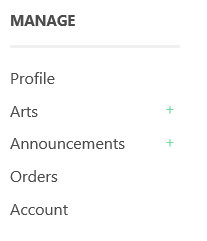 MANAGE
Profile
Arts +
Announcements +
Orders
Account